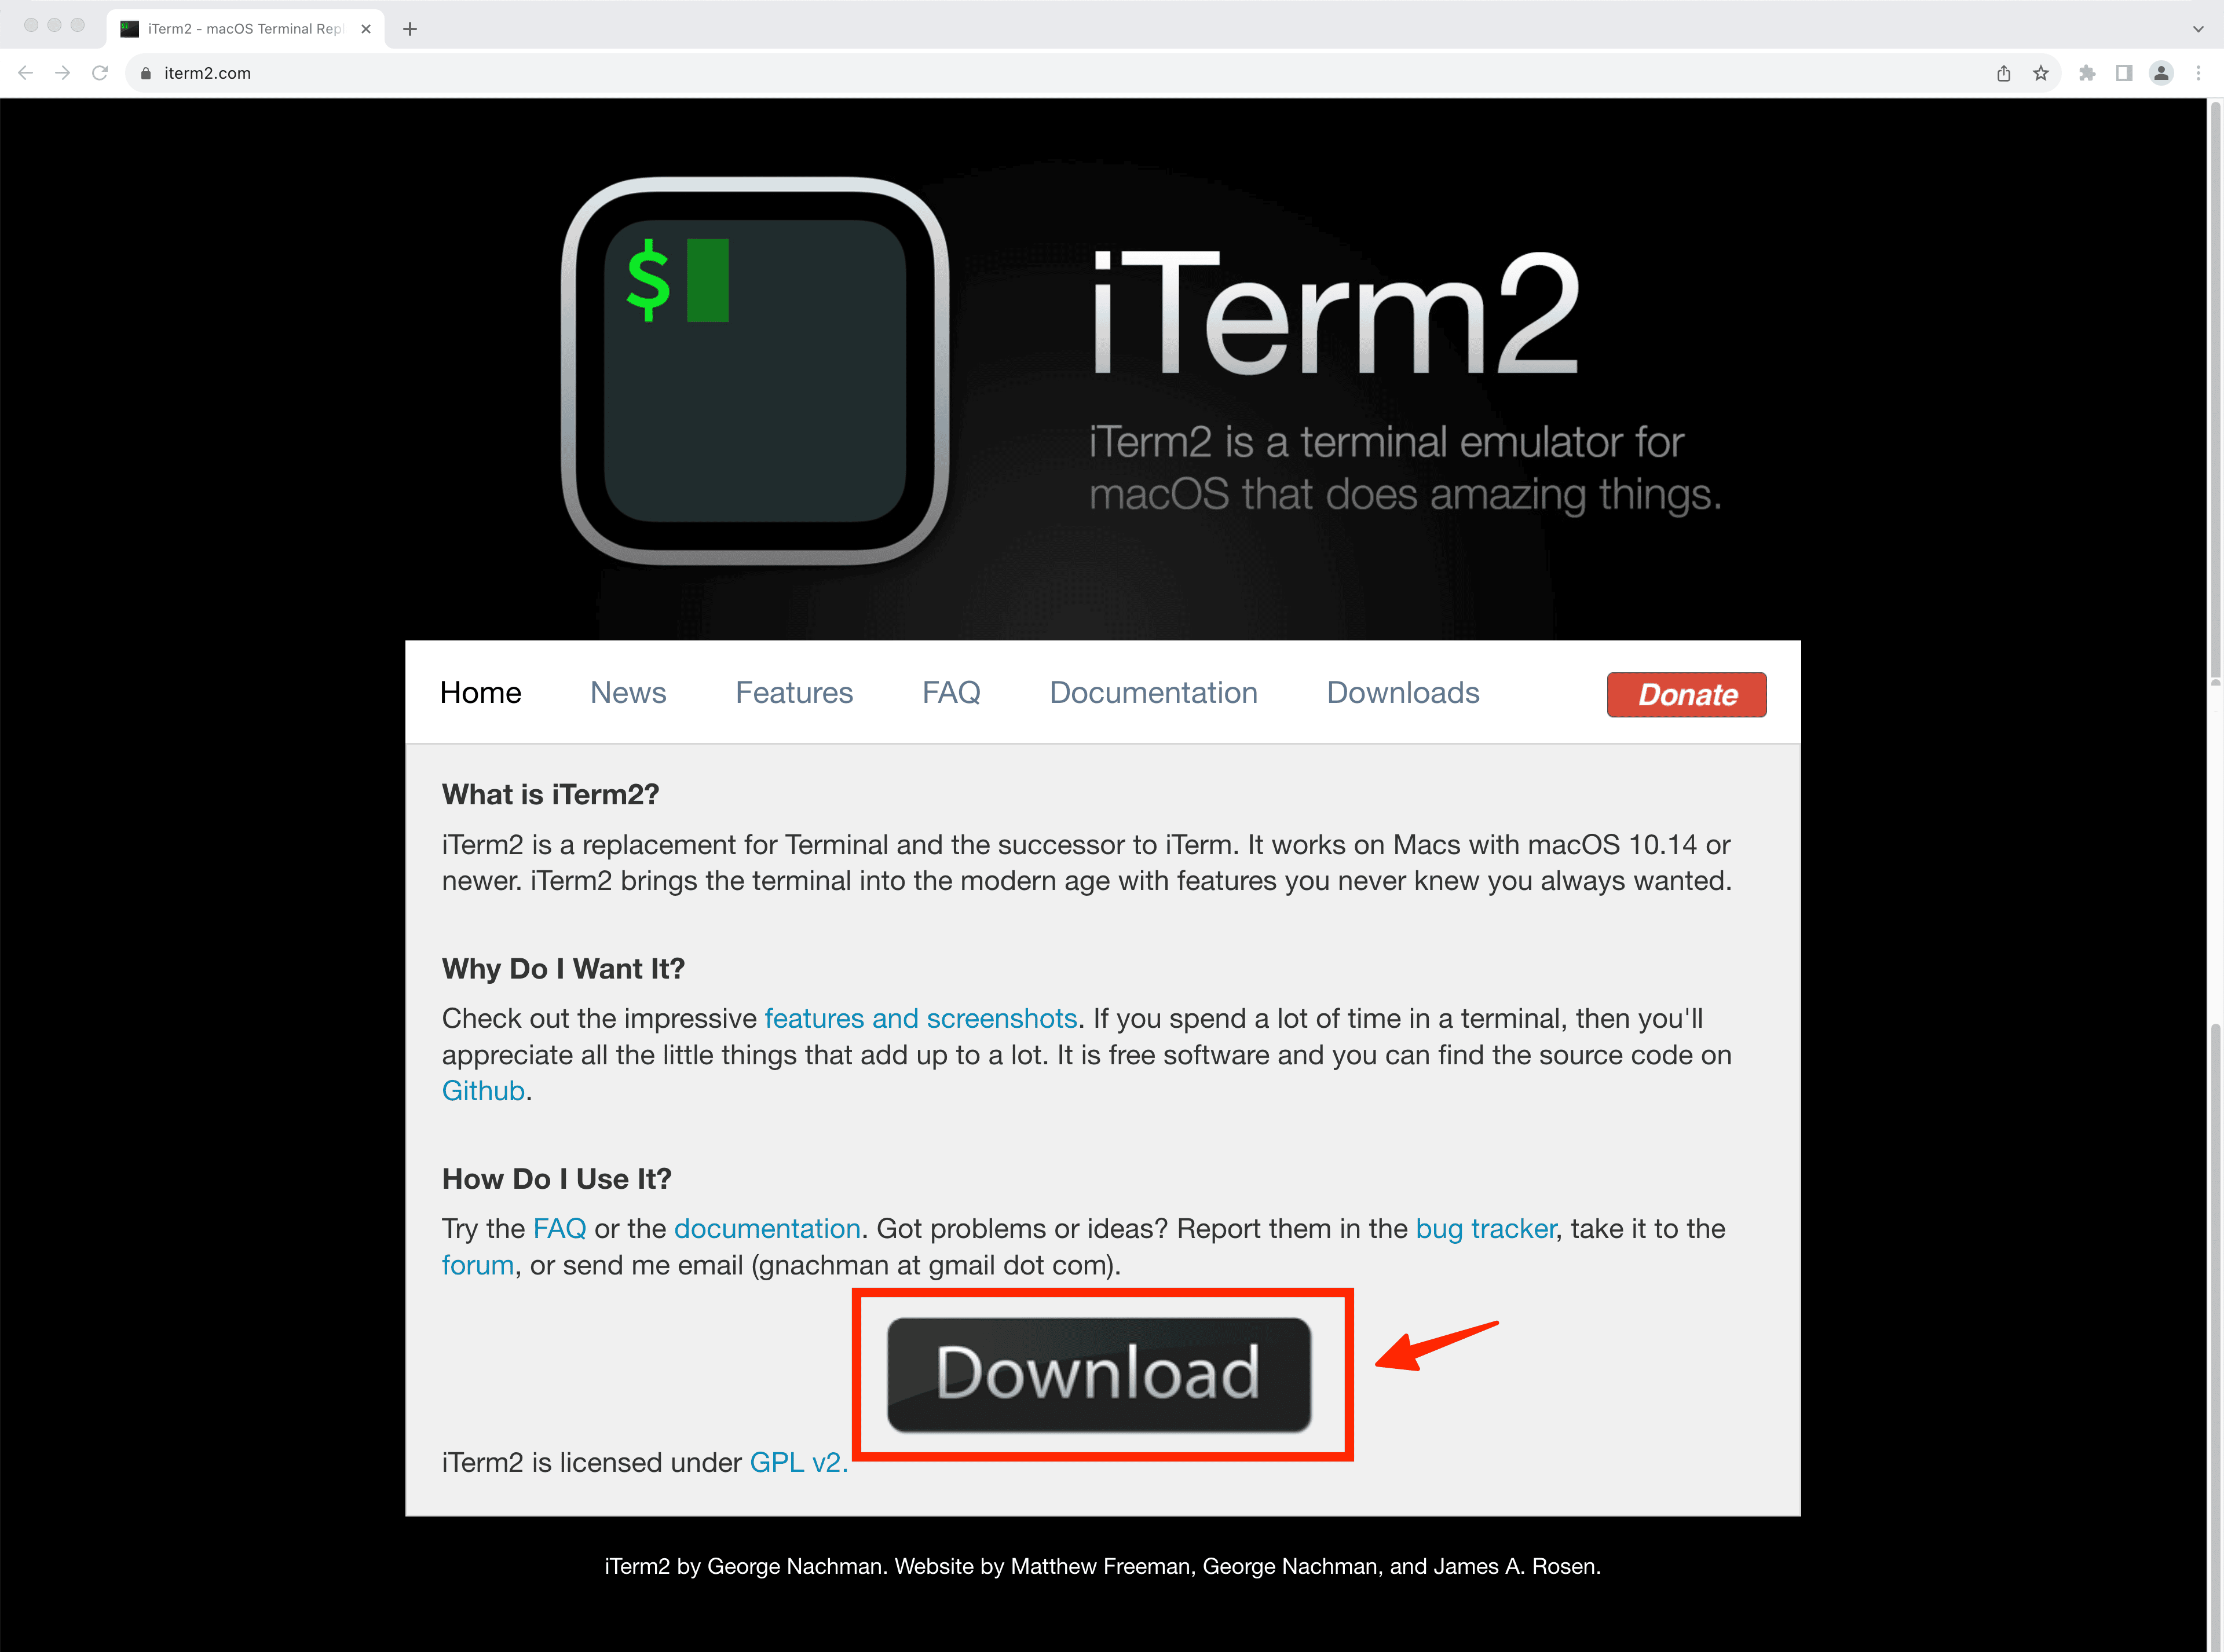 iTerm2 - macOS Terminal Repl
iterm2.com
$
iTerm2
iTerm2 is a terminal emulator for
macOS that does amazing things.
Home News Features FAQ Documentation Downloads Donate
What is iTerm2?
iTerm2 is a replacement for Terminal and the successor to iTerm. It works on Macs with macOS 10.14 or
newer. iTerm2 brings the terminal into the modern age with features you never knew you always wanted.
Why Do I Want It?
Check out the impressive features and screenshots. If you spend a lot of time in a terminal, then you'll
appreciate all the little things that add up to a lot. It is free software and you can find the source code on
Github.
How Do I Use It?
Try the FAQ or the documentation. Got problems or ideas? Report them in the bug tracker, take it to the
forum, or send me email (gnachman at gmail dot com).
Download
iTerm2 is licensed under GPL v2.
iTerm2 by George Nachman. Website by Matthew Freeman, George Nachman, and James A. Rosen.